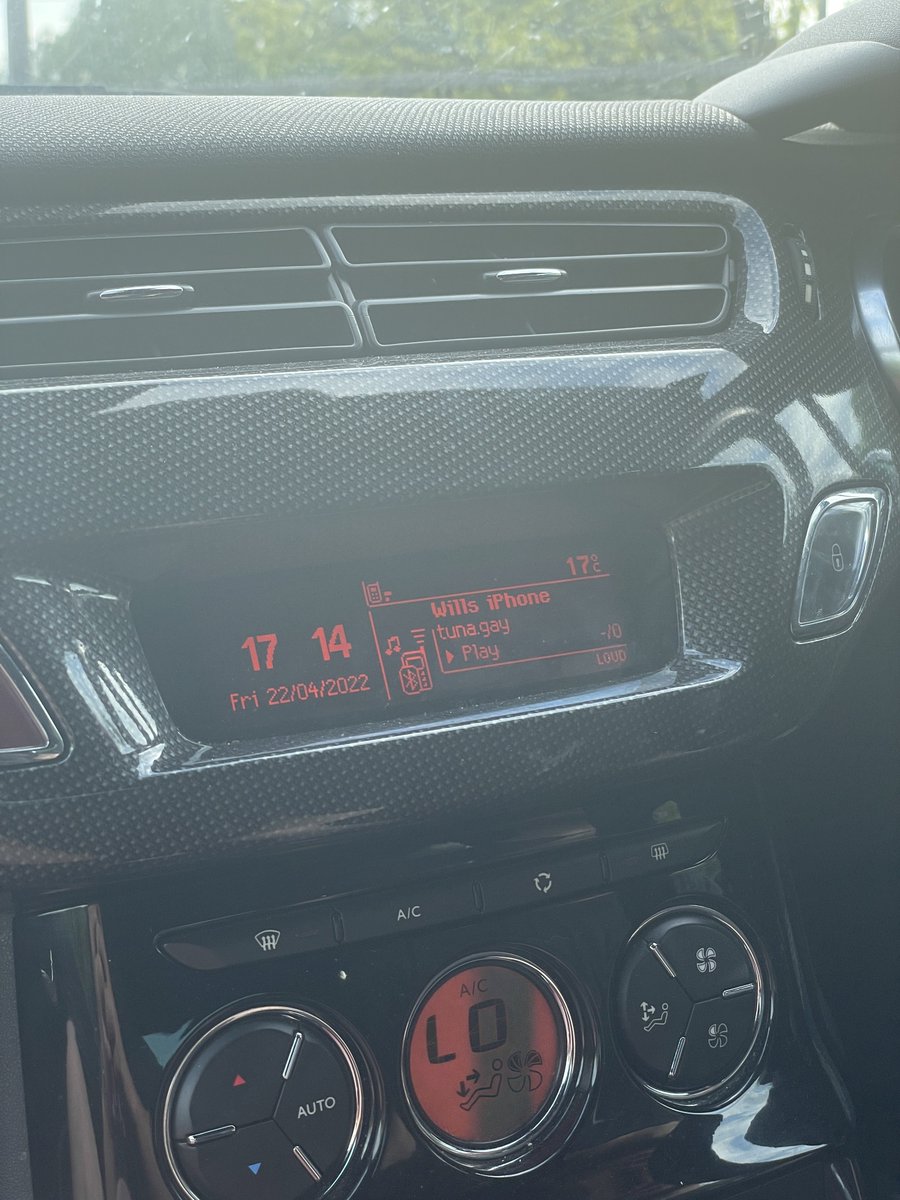 17°C
Wills iPhone
tuna.gay
Play -/0
LOUD
17 14
Fri 22/04/2022
A/C
A/C
LO
AUTO